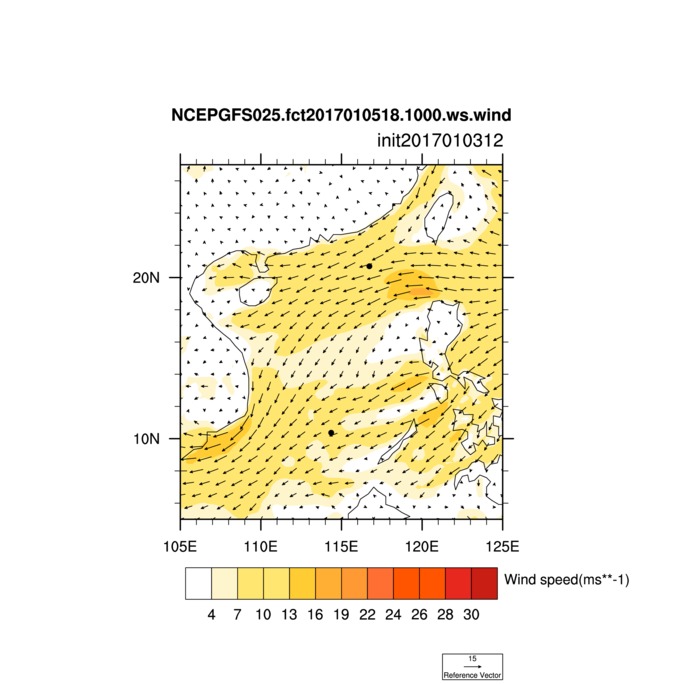 NCEPGFS025.fct2017010518.1000.ws.wind
init2017010312
20N
10N
105E 110E 115E 120E 125E
4 7 10 13 16 19 22 24 26 28 30
Wind speed(ms**-1)
15
Reference Vector